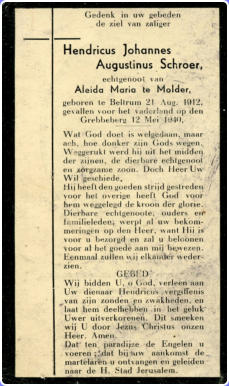 Gedenk in uw gebeden
de ziel van zaliger
Hendricus Johannes
Augustinus Schroer,
echtgenoot van
Aleida Maria te Molder,
geboren te Beltrum 21 Aug. 1912,
gevallen voor het vaderland op den
Grebbeberg 12 Mei 1940.
Wat God doet is welgedaan, maar
ach, hoe donker zijn Gods wegen.
Weggerukt werd hij uit het midden
der zijnen, de dierbare echtgenoot
en zorgzame zoon. Doch Heer Uw
Wil geschiede.
Hij heeft den goeden strijd gestreden
voor het overige heeft God voor
hem weggelegd de kroon der glorie.
Dierbare echtgenoote, ouders en
familieleden, werpt al uw bekom-
meringen op den Heer, want Hij is
voor u bezorgd en zal u beloonen
voor al het goede aan mij bewezen.
Eenmaal zullen wij elkander weder-
zien.
GEBED
Wij bidden U, o God, verleen aan
Uw dienaar Hendricus vergiffenis
van zijn zonden en zwakheden, en
laat hem deelhebben in het geluk
Uwer uitverkorenen. Dit smeeken
wij U door Jezus Christus onzen
Heer. Amen.
Dat ten paradijze de Engelen u
voeren; dat bij uw aankomst de
martelaren u ontvangen en geleiden
naar de H. Stad Jerusalem.